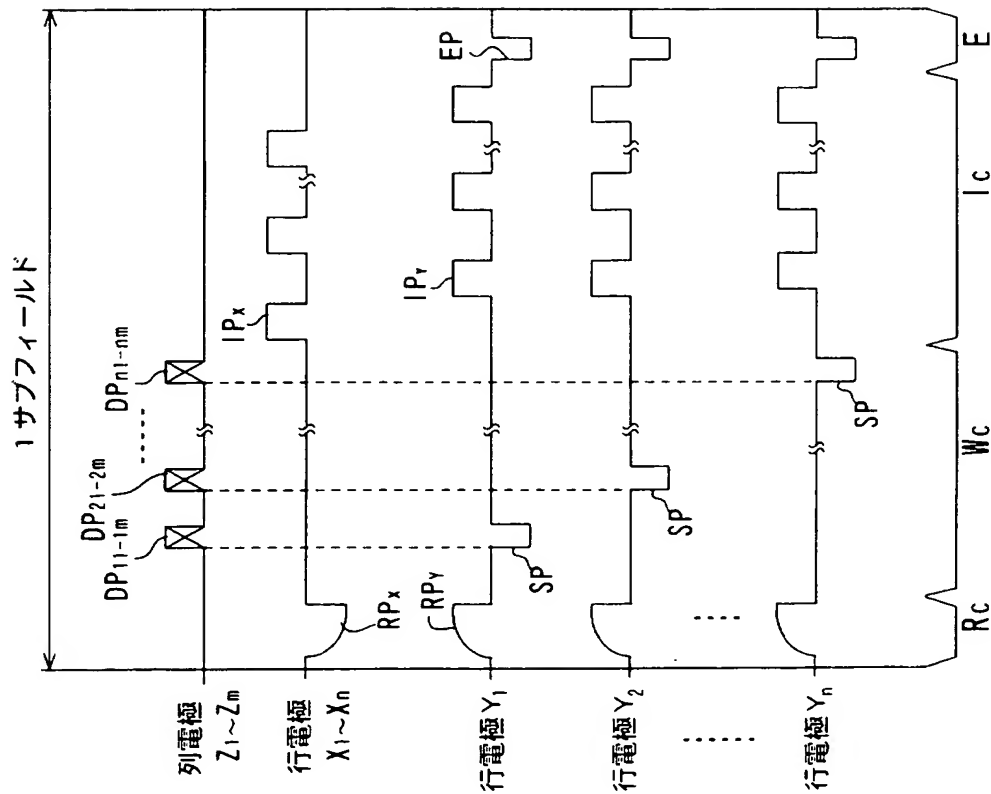 1サブフィールド
DP11-1m
DP21-2m
‥‥‥
DPn1-nm
列電極
Z1~Zm
行電極
X1~Xn
RPX
IPX
行電極 Y1
RPY
SP
IPY
EP
行電極 Y2
SP
‥‥‥
‥‥‥
行電極 Yn
SP
Rc
Wc
Ic
E